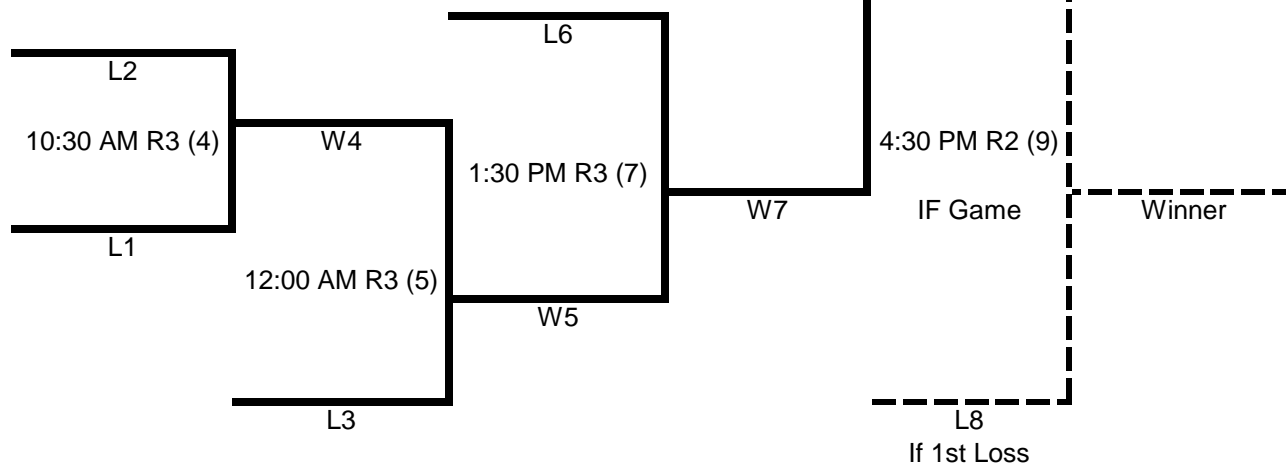 L6
L2
10:30 AM R3 (4)
W4
4:30 PM R2 (9)
1:30 PM R3 (7)
W7
IF Game
Winner
L1
12:00 AM R3 (5)
W5
L3
L8
If 1st Loss